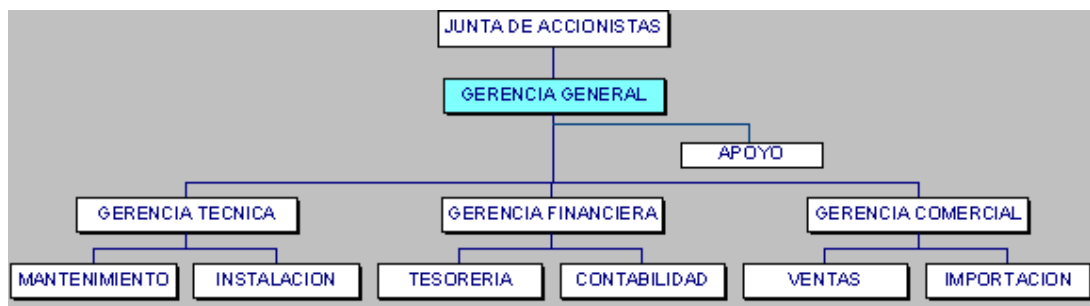 JUNTA DE ACCIONISTAS
GERENCIA GENERAL
APOYO
GERENCIA TECNICA
GERENCIA FINANCIERA
GERENCIA COMERCIAL
MANTENIMIENTO
INSTALACION
TESORERIA
CONTABILIDAD
VENTAS
IMPORTACION